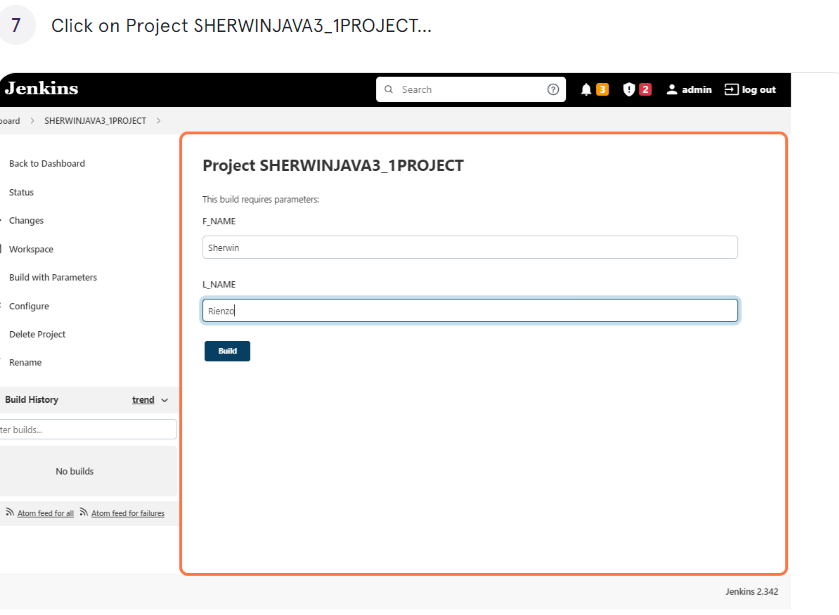 7 Click on Project SHERWINJAVA3_1PROJECT...
Jenkins Search 3 2 admin log out
board > SHERWINJAVA3_1PROJECT >
Back to Dashboard
Status
Changes
Workspace
Build with Parameters
Configure
Delete Project
Rename
Build History trend
ter builds...
No builds
Atom feed for all Atom feed for failures
Project SHERWINJAVA3_1PROJECT
This build requires parameters:
F_NAME
Sherwin
L_NAME
Rienzo
Build
Jenkins 2.342